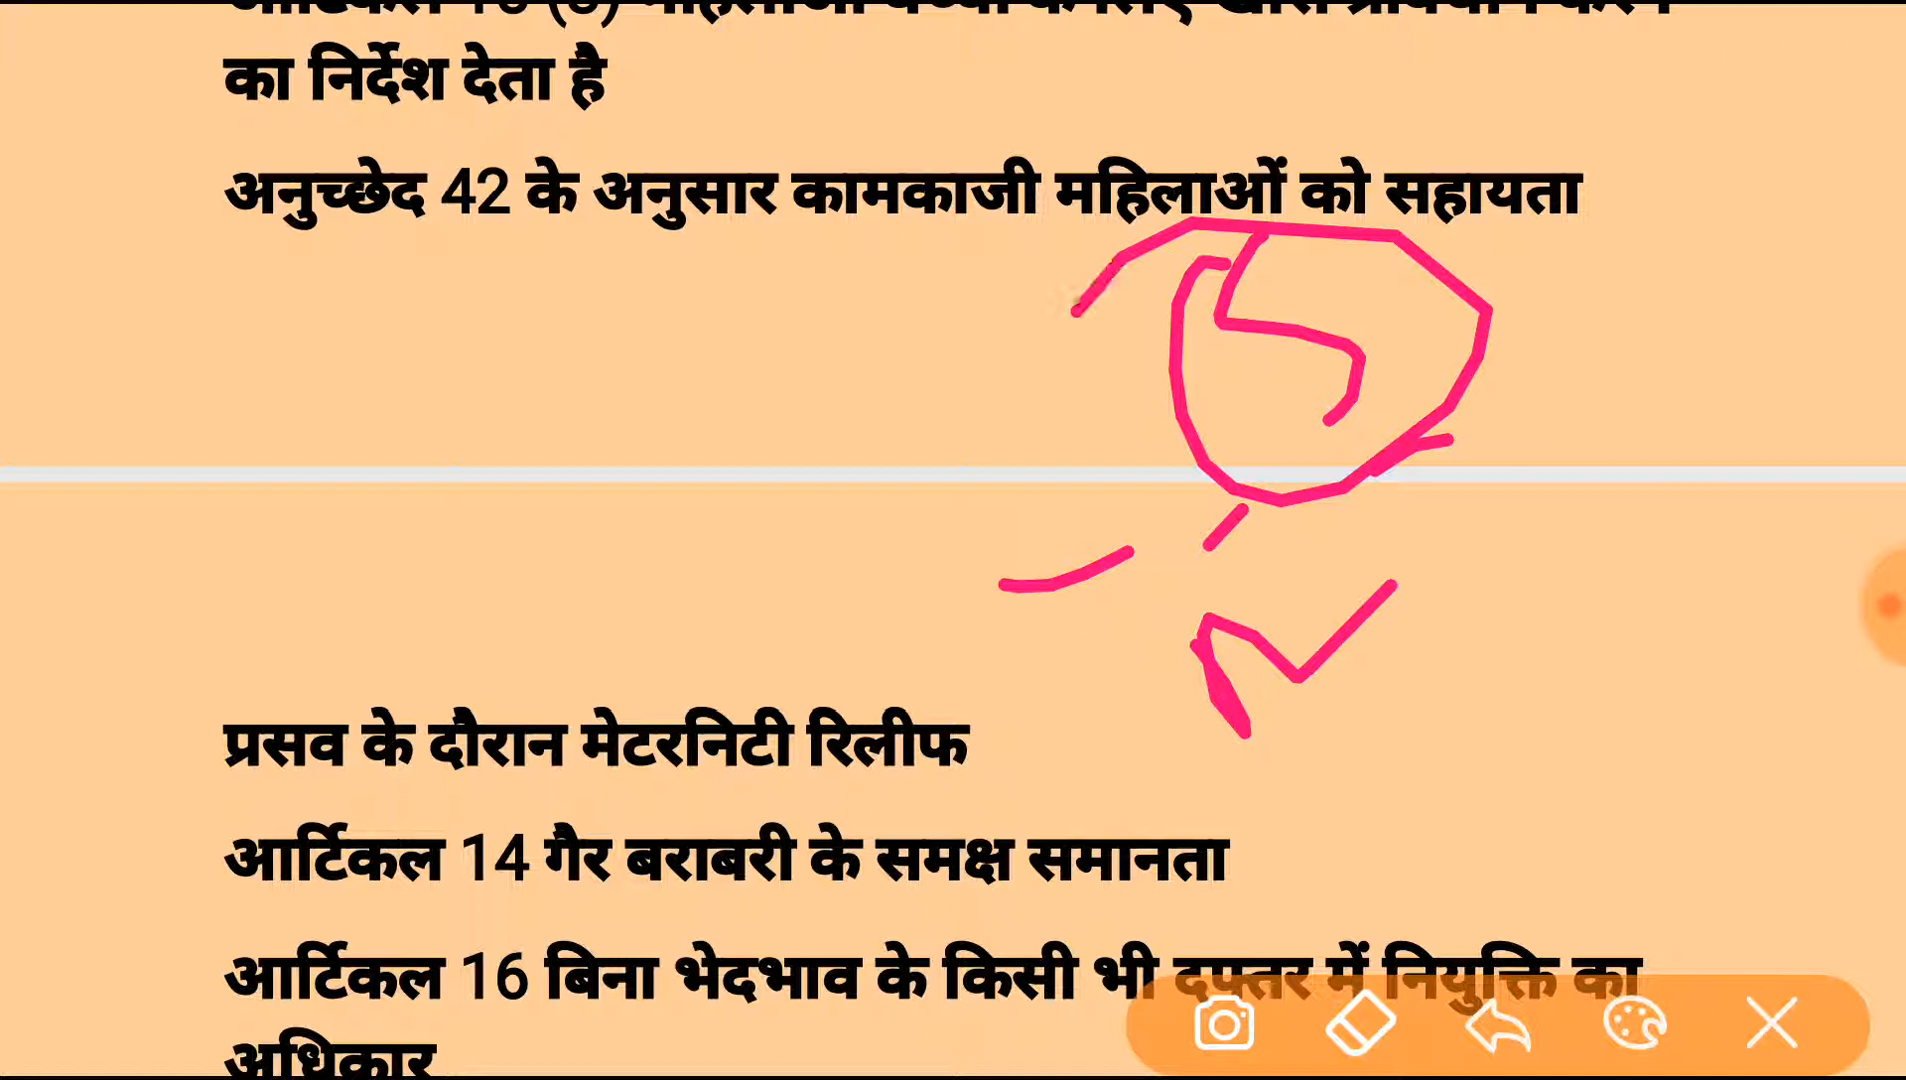 का निर्देश देता है
अनुच्छेद 42 के अनुसार कामकाजी महिलाओं को सहायता
प्रसव के दौरान मेटरनिटी रिलीफ
आर्टिकल 14 गैर बराबरी के समक्ष समानता
आर्टिकल 16 बिना भेदभाव के किसी भी दफ्तर में नियुक्ति का
अधिकार